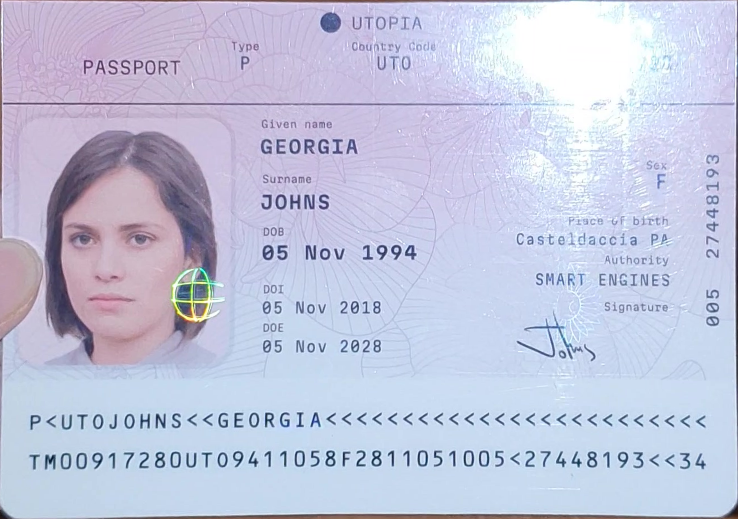 UTOPIA
PASSPORT
Type
P
Country Code
UTO
Given name
GEORGIA
Surname
JOHNS
DOB
05 Nov 1994
DOI
05 Nov 2018
DOE
05 Nov 2028
Sex
F
Place of birth
Casteldaccia PA
Authority
SMART ENGINES
Signature
Johns
005 27448193
P<UTOJOHNS<<GEORGIA<<<<<<<<<<<<<<<<<<<<<<<<<
TM00917280UTO9411058F2811051005<27448193<<34